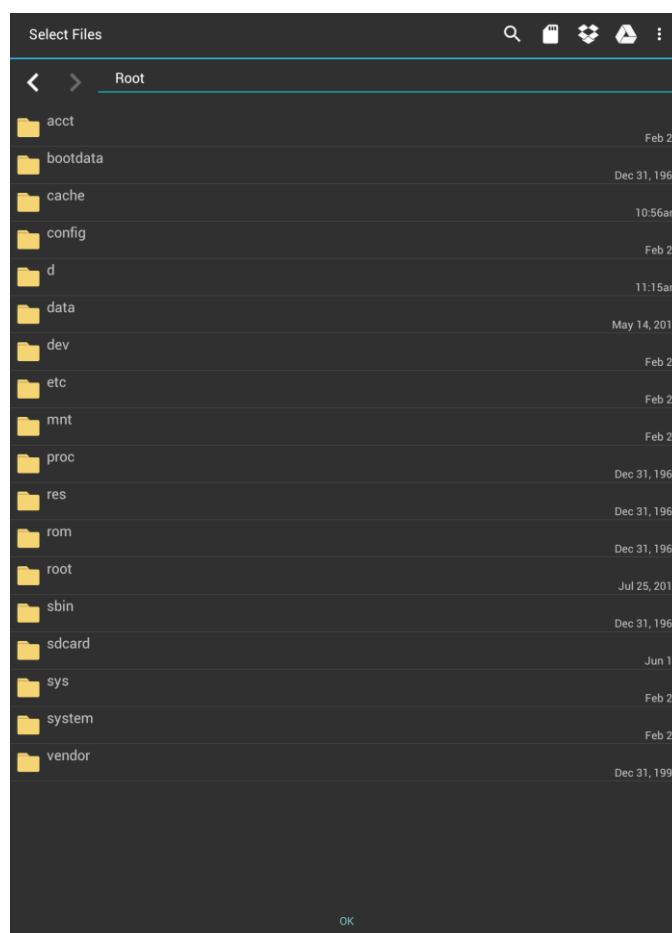 Select Files
Root
acct
Feb 2
bootdata
Dec 31, 196
cache
10:56a
config
Feb 2
d
11:15a
data
May 14, 201
dev
Feb 2
etc
Feb 2
mnt
Feb 2
proc
Dec 31, 196
res
Dec 31, 196
rom
Dec 31, 196
root
Jul 25, 201
sbin
Dec 31, 196
sdcard
Jun 1
sys
Feb 2
system
Feb 2
vendor
Dec 31, 199
OK